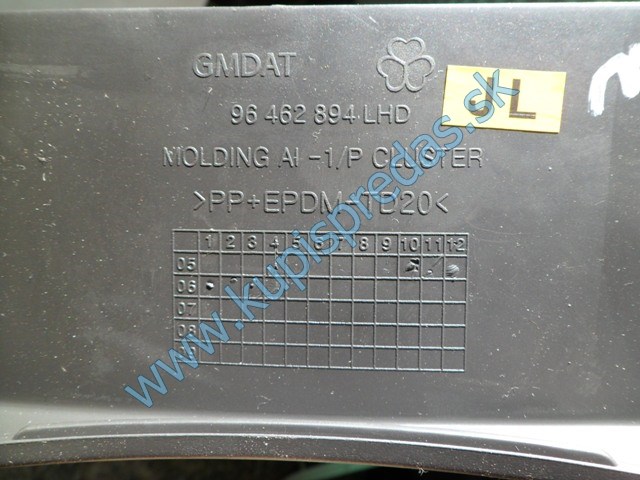 GMDAT
JL
96 462 894 LHD
MOLDING AI -1/P CLUSTER
>PP+EPDM-TD20<
1 2 3 4 5 6 7 8 9 10 11 12
05
06
07
08
www.kupispredas.sk